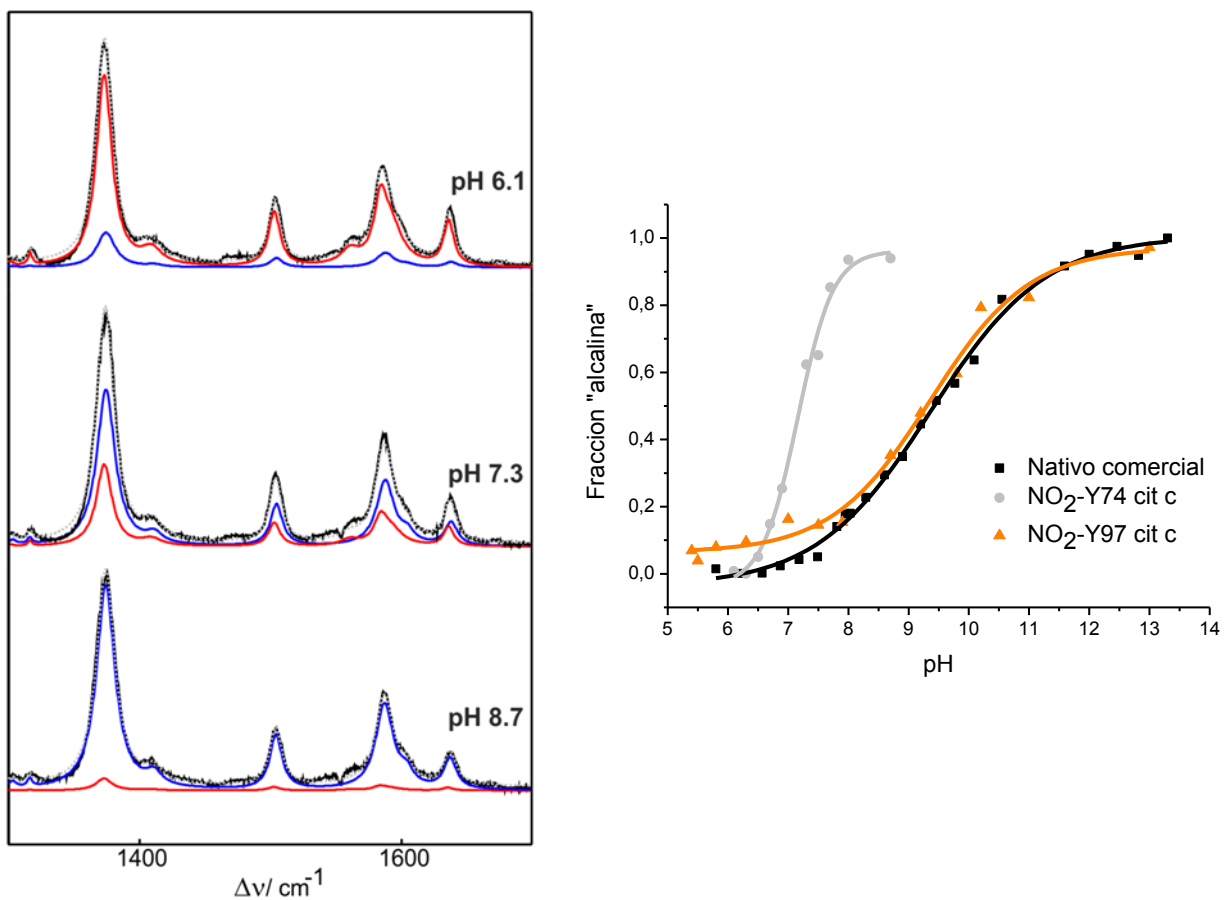 pH 6.1
pH 7.3
pH 8.7
1400
1600
Δν/ cm⁻¹
Fraccion "alcalina"
1,0
0,8
0,6
0,4
0,2
0,0
Nativo comercial
NO₂-Y74 cit c
NO₂-Y97 cit c
5 6 7 8 9 10 11 12 13 14
pH